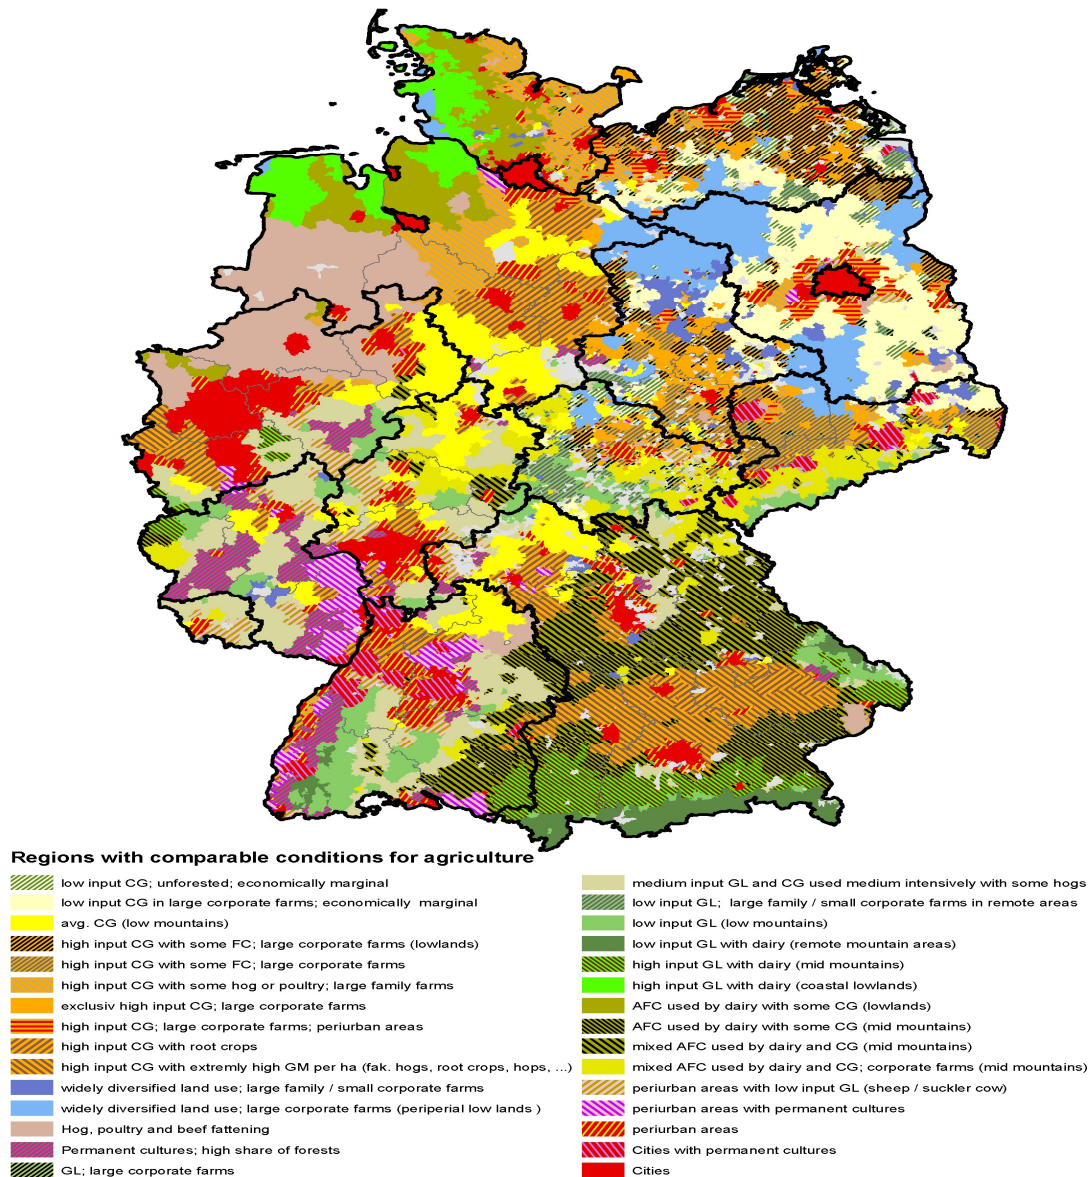 Regions with comparable conditions for agriculture
low input CG; unforested; economically marginal
low input CG in large corporate farms; economically marginal
avg. CG (low mountains)
high input CG with some FC; large corporate farms (lowlands)
high input CG with some FC; large corporate farms
high input CG with some hog or poultry; large family farms
exclusiv high input CG; large corporate farms
high input CG; large corporate farms; periurban areas
high input CG with root crops
high input CG with extremly high GM per ha (fak. hogs, root crops, hops, ...)
widely diversified land use; large family / small corporate farms
widely diversified land use; large corporate farms (periperial low lands )
Hog, poultry and beef fattening
Permanent cultures; high share of forests
GL; large corporate farms
medium input GL and CG used medium intensively with some hogs
low input GL; large family / small corporate farms in remote areas
low input GL (low mountains)
low input GL with dairy (remote mountain areas)
high input GL with dairy (mid mountains)
high input GL with dairy (coastal lowlands)
AFC used by dairy with some CG (lowlands)
AFC used by dairy with some CG (mid mountains)
mixed AFC used by dairy and CG (mid mountains)
mixed AFC used by dairy and CG; corporate farms (mid mountains)
periurban areas with low input GL (sheep / suckler cow)
periurban areas with permanent cultures
periurban areas
Cities with permanent cultures
Cities